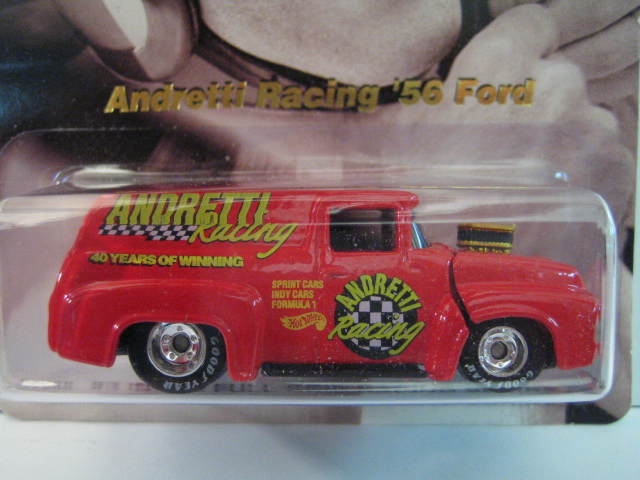 Andretti Racing '56 Ford
ANDRETTI
Racing
40 YEARS OF WINNING
SPRINT CARS
INDY CARS
FORMULA 1
Hot Wheels
ANDRETTI
Racing
GOODYEAR
GOODYEAR